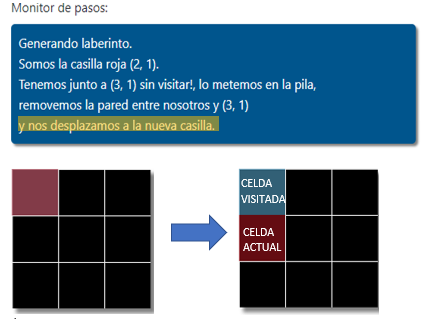 Monitor de pasos:
Generando laberinto.
Somos la casilla roja (2, 1).
Tenemos junto a (3, 1) sin visitar!, lo metemos en la pila,
removemos la pared entre nosotros y (3, 1)
y nos desplazamos a la nueva casilla.
CELDA
VISITADA
CELDA
ACTUAL